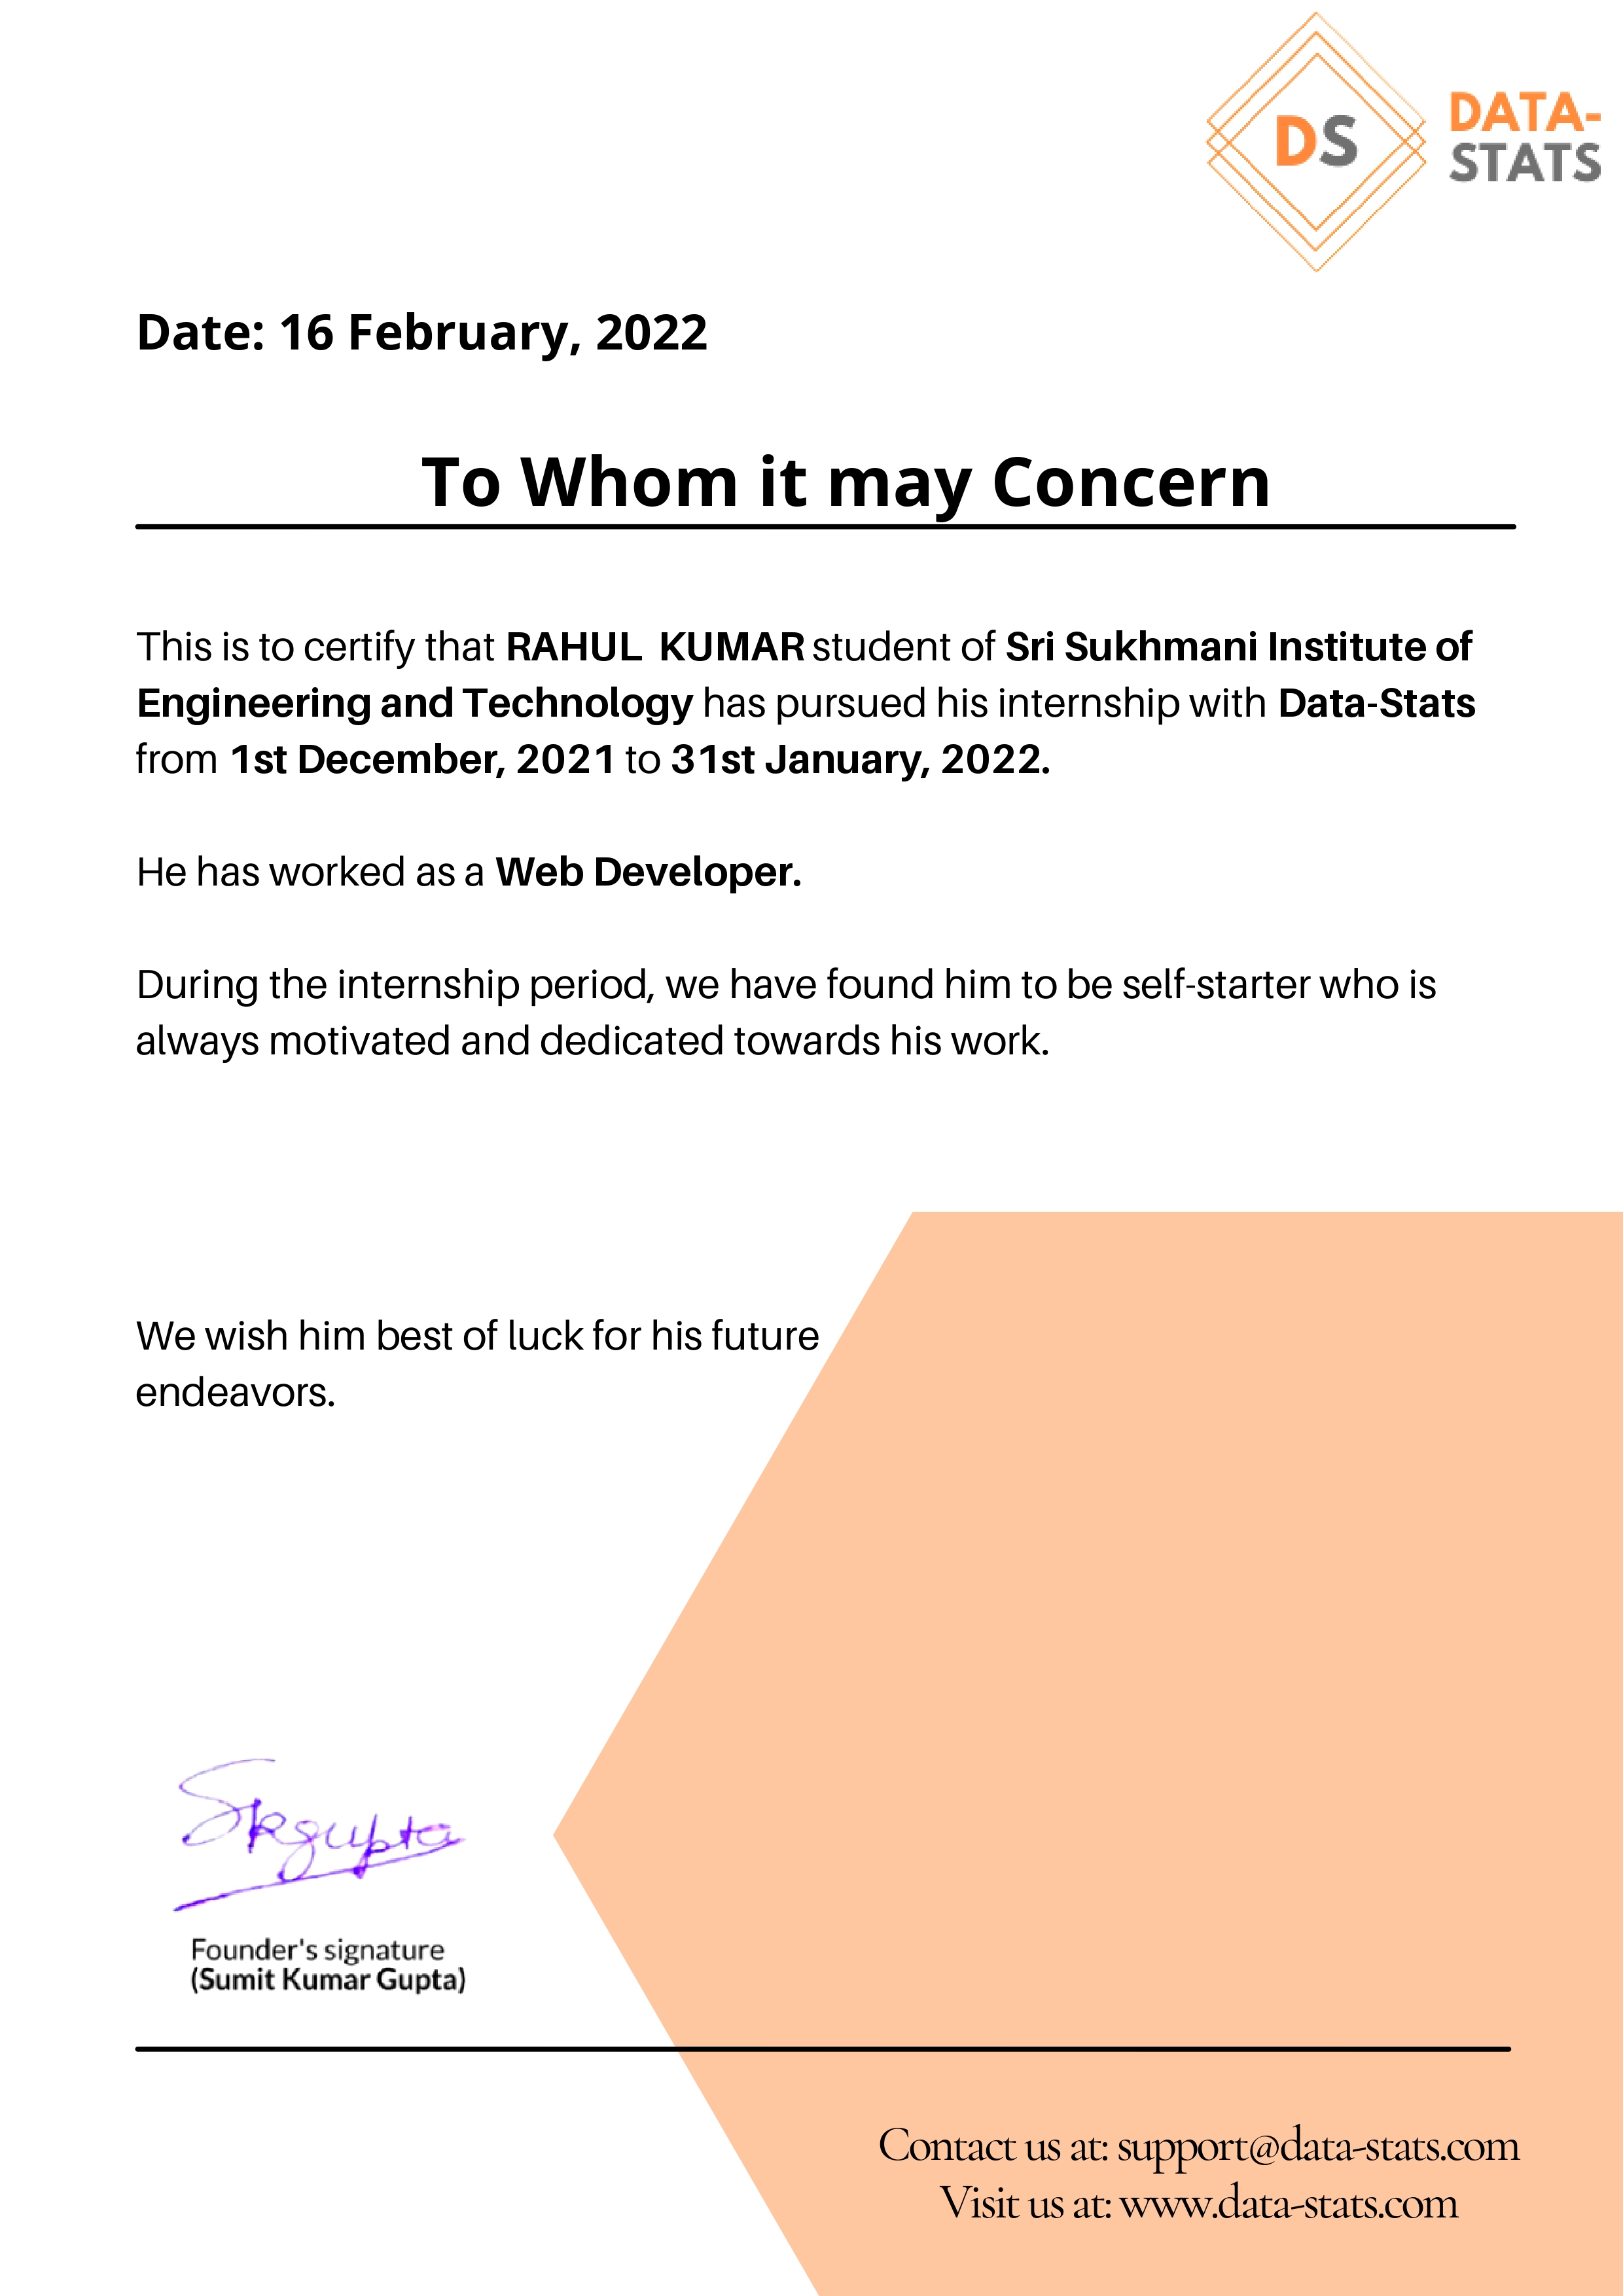 DS
DATA-
STATS
Date: 16 February, 2022
To Whom it may Concern
This is to certify that RAHUL KUMAR student of Sri Sukhmani Institute of
Engineering and Technology has pursued his internship with Data-Stats
from 1st December, 2021 to 31st January, 2022.
He has worked as a Web Developer.
During the internship period, we have found him to be self-starter who is
always motivated and dedicated towards his work.
We wish him best of luck for his future
endeavors.
Skgupta
Founder's signature
(Sumit Kumar Gupta)
Contact us at: support@data-stats.com
Visit us at: www.data-stats.com